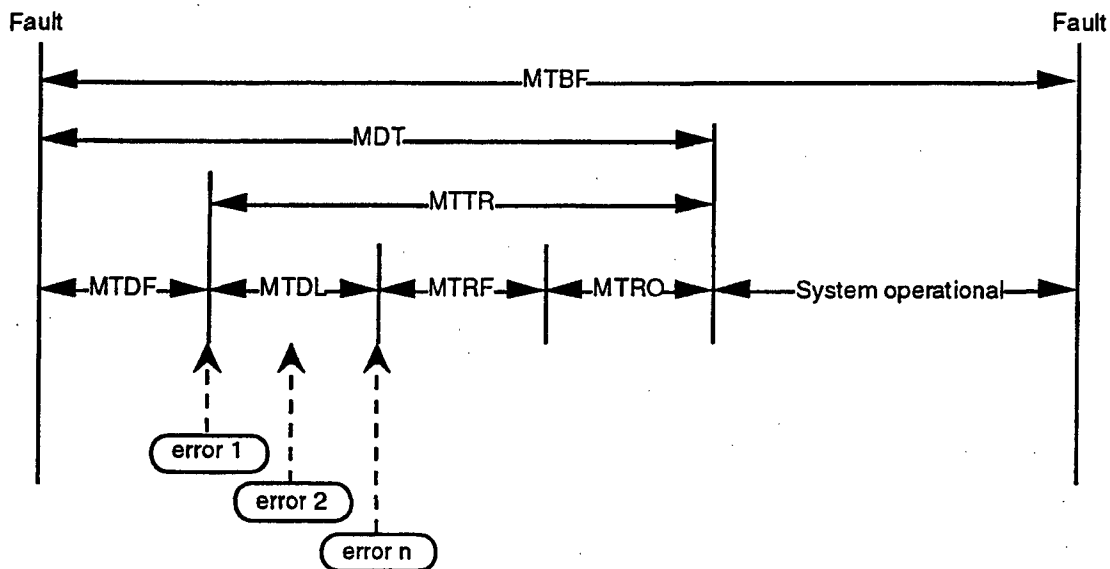 Fault
Fault
MTBF
MDT
MTTR
MTDF
MTDL
MTRF
MTRO
System operational
error 1
error 2
error n